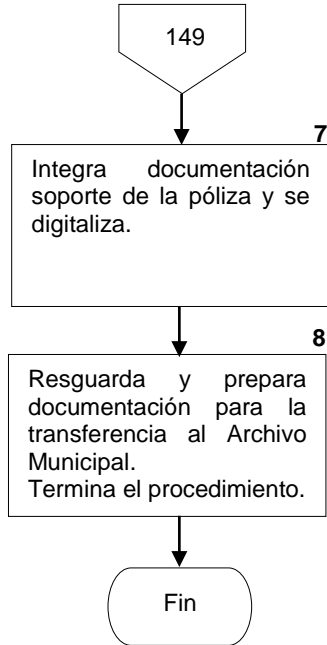 149
7
Integra documentación
soporte de la póliza y se
digitaliza.
8
Resguarda y prepara
documentación para la
transferencia al Archivo
Municipal.
Termina el procedimiento.
Fin